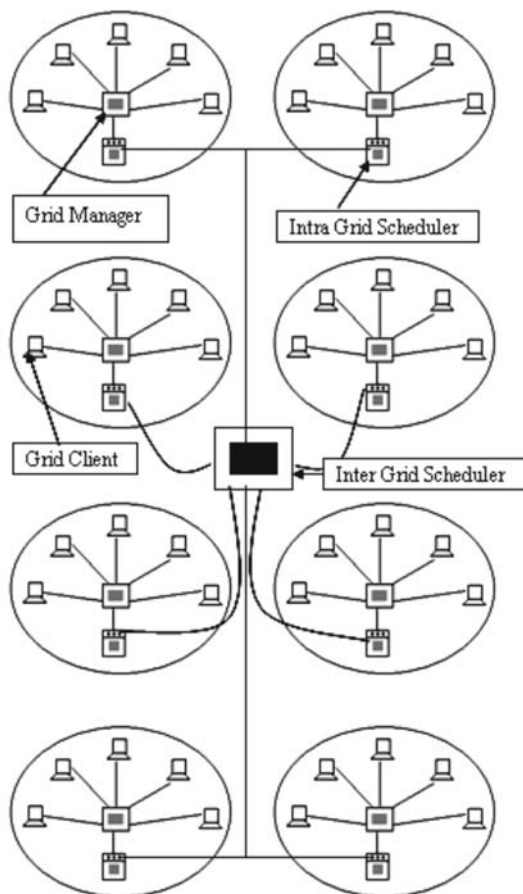 Grid Manager
Intra Grid Scheduler
Grid Client
Inter Grid Scheduler